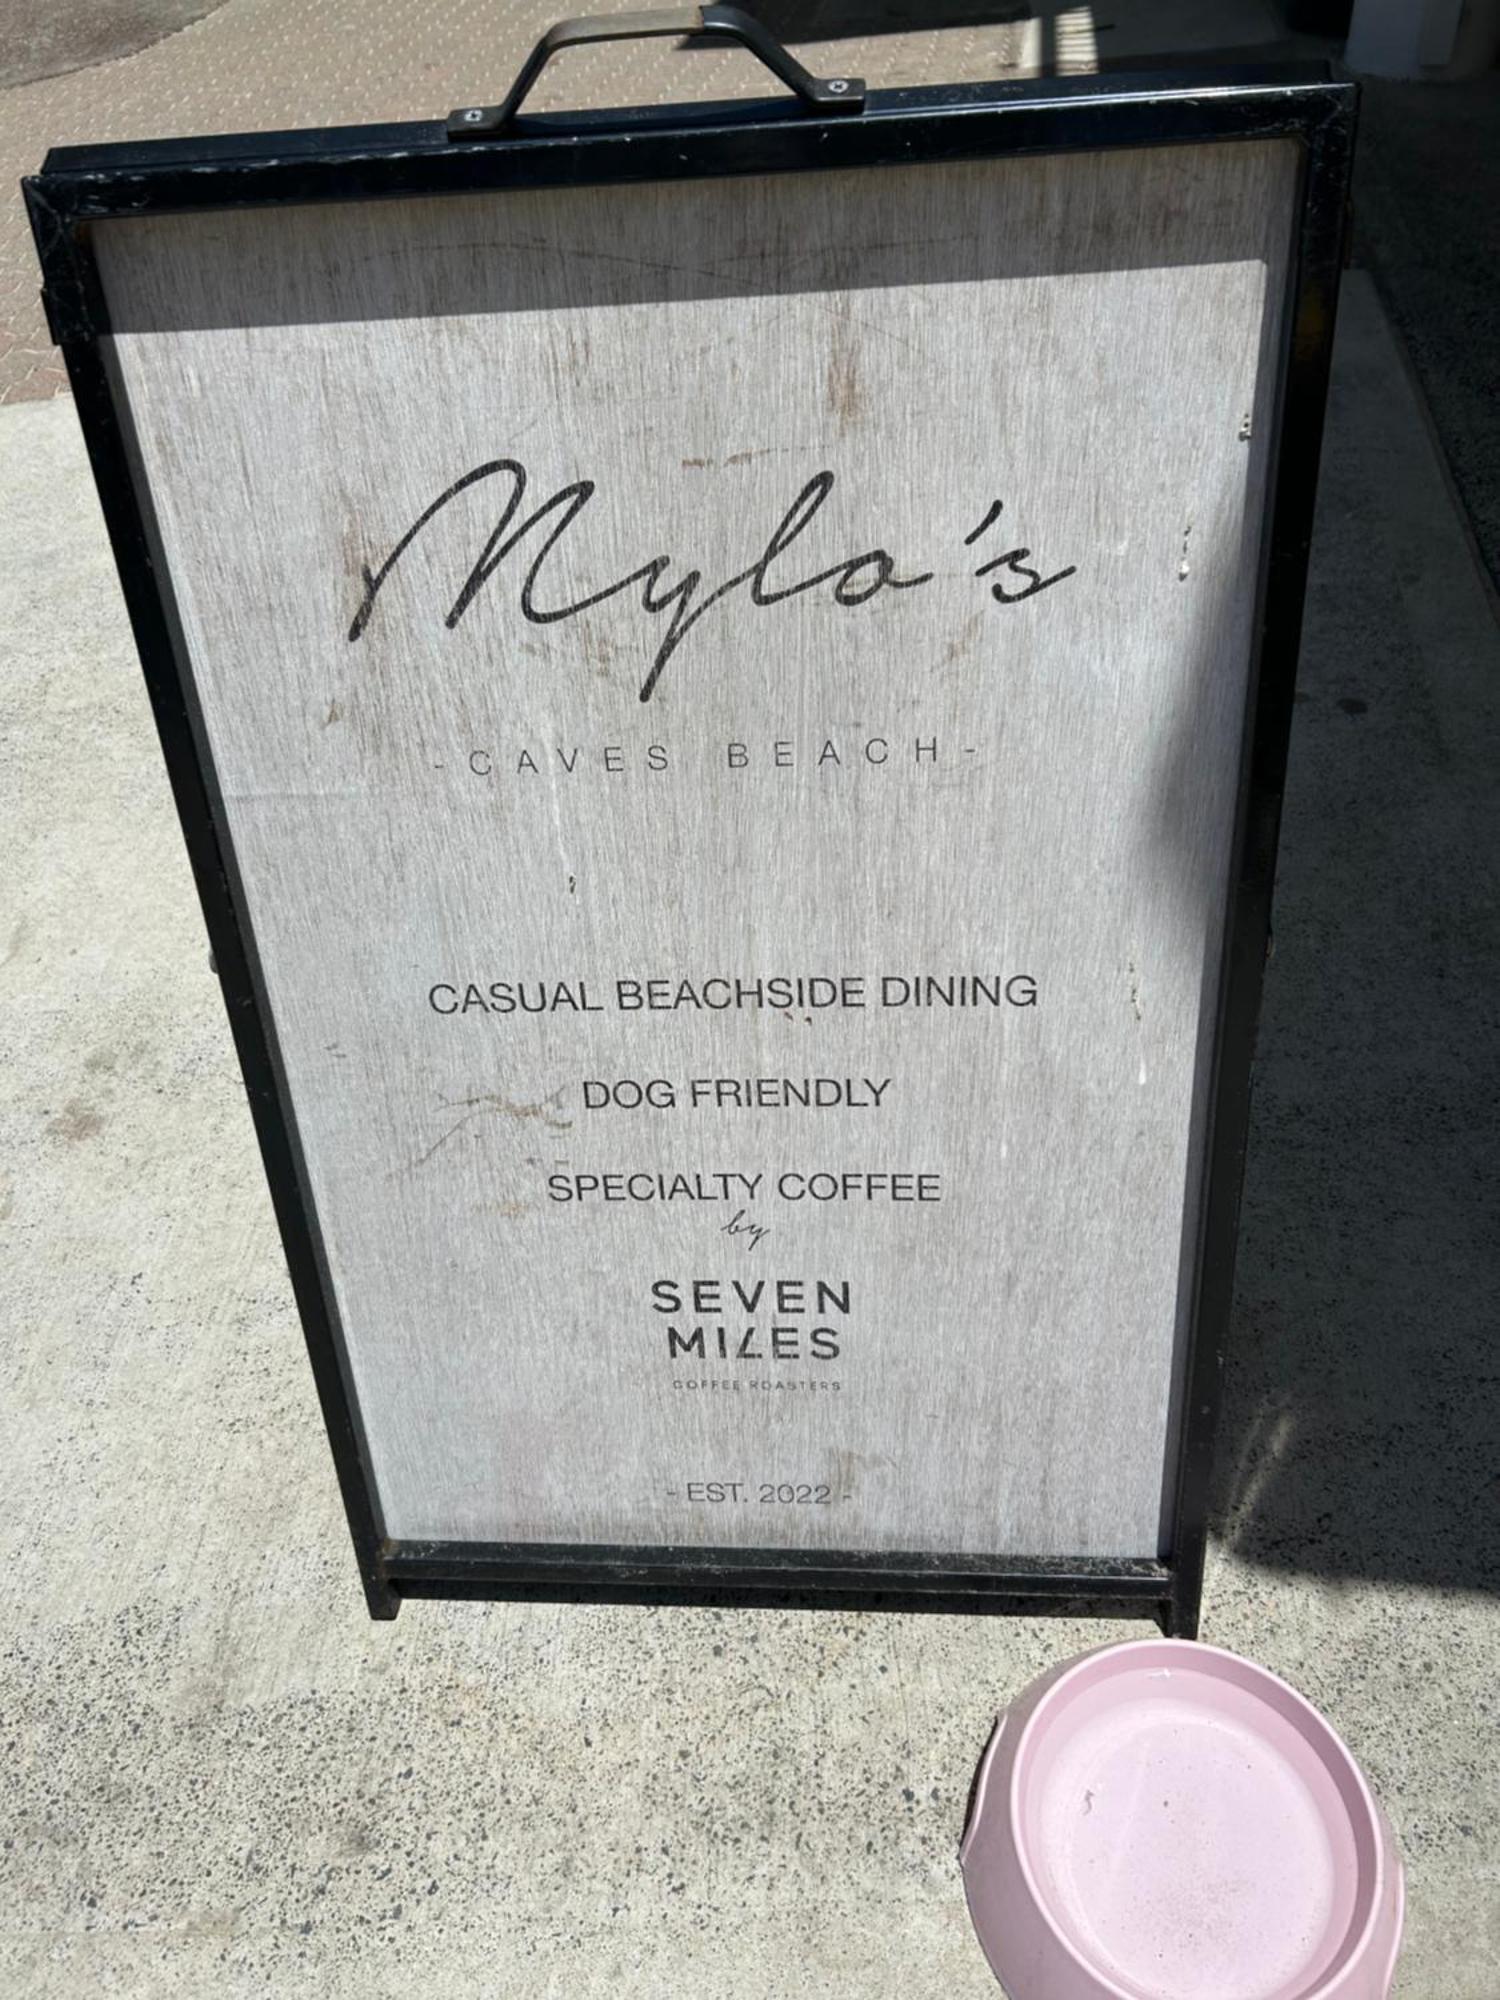 Nylo's
-CAVES BEACH-
CASUAL BEACHSIDE DINING
DOG FRIENDLY
SPECIALTY COFFEE
by
SEVEN
MILES
COFFEE ROASTERS
- EST. 2022 -